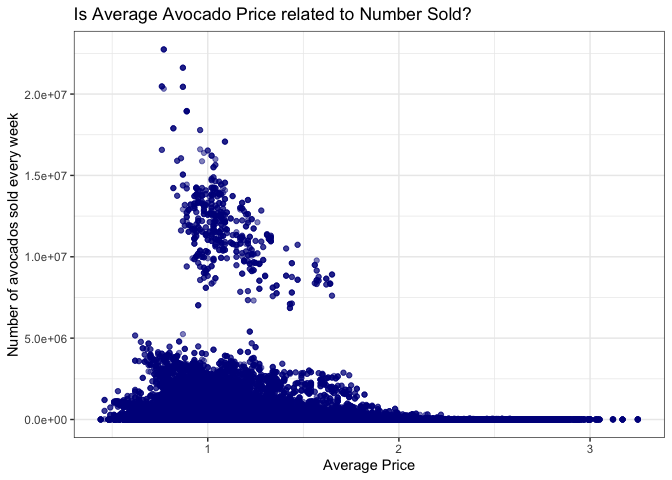 Is Average Avocado Price related to Number Sold?
Number of avocados sold every week
2.0e+07
1.5e+07
1.0e+07
5.0e+06
0.0e+00
1
2
3
Average Price